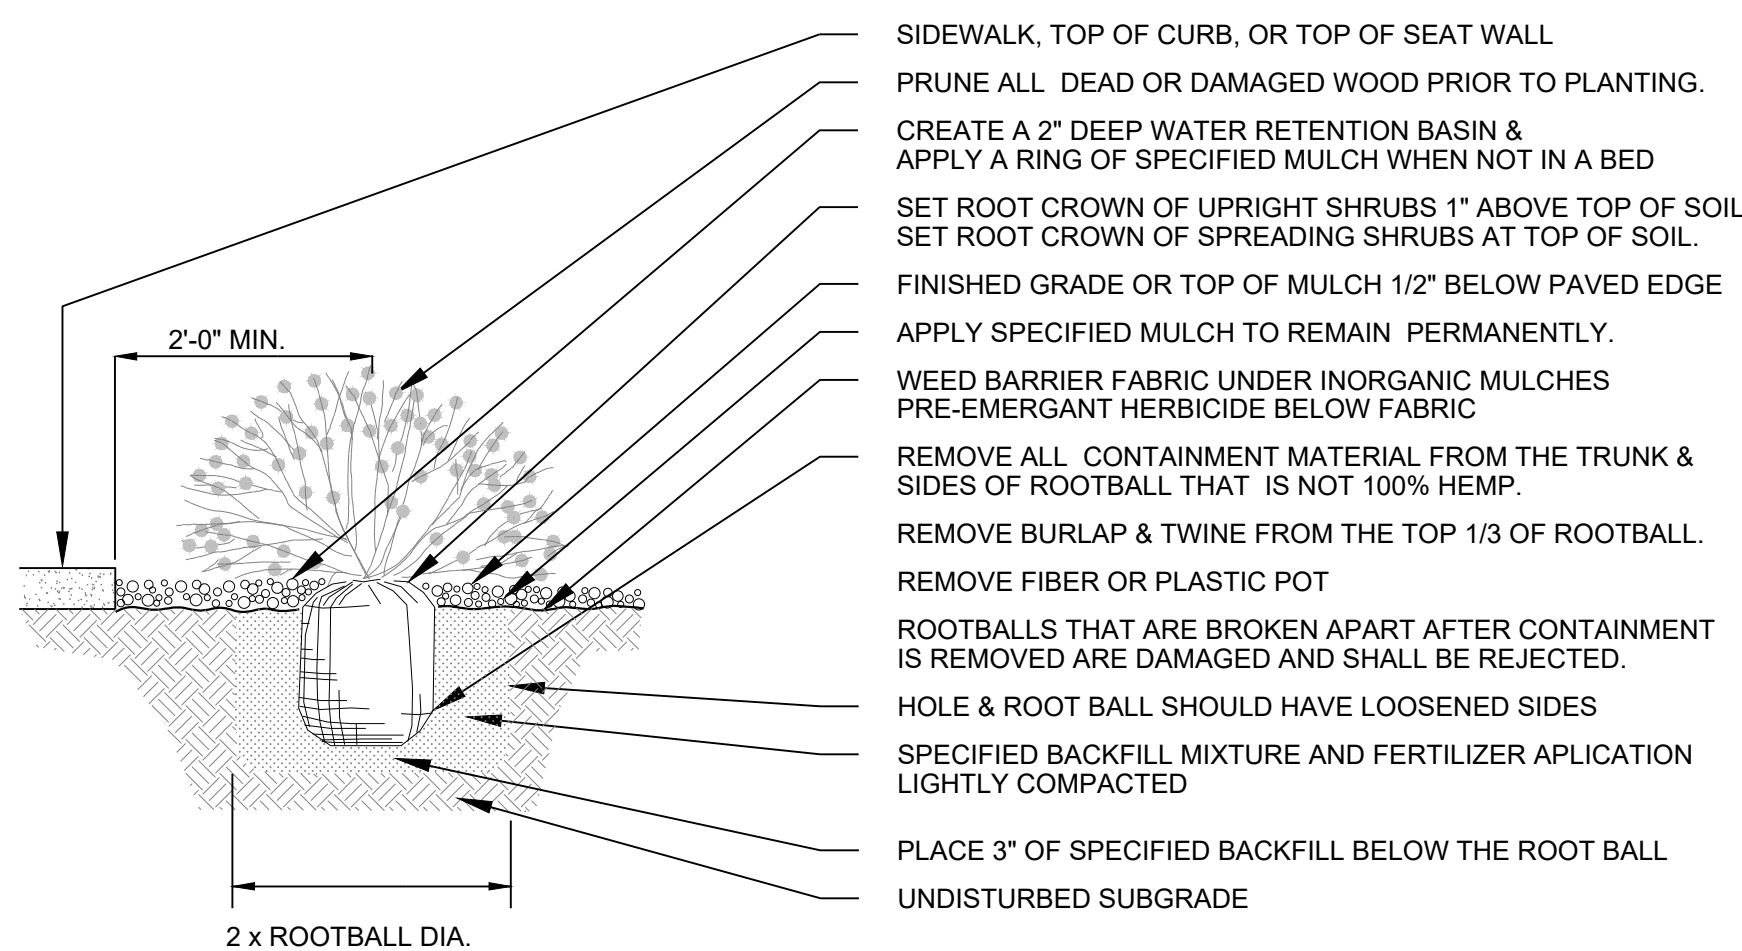 SIDEWALK, TOP OF CURB, OR TOP OF SEAT WALL
PRUNE ALL DEAD OR DAMAGED WOOD PRIOR TO PLANTING.
CREATE A 2" DEEP WATER RETENTION BASIN &
APPLY A RING OF SPECIFIED MULCH WHEN NOT IN A BED
SET ROOT CROWN OF UPRIGHT SHRUBS 1" ABOVE TOP OF SOIL
SET ROOT CROWN OF SPREADING SHRUBS AT TOP OF SOIL.
FINISHED GRADE OR TOP OF MULCH 1/2" BELOW PAVED EDGE
APPLY SPECIFIED MULCH TO REMAIN PERMANENTLY.
WEED BARRIER FABRIC UNDER INORGANIC MULCHES
PRE-EMERGANT HERBICIDE BELOW FABRIC
REMOVE ALL CONTAINMENT MATERIAL FROM THE TRUNK &
SIDES OF ROOTBALL THAT IS NOT 100% HEMP.
REMOVE BURLAP & TWINE FROM THE TOP 1/3 OF ROOTBALL.
REMOVE FIBER OR PLASTIC POT
ROOTBALLS THAT ARE BROKEN APART AFTER CONTAINMENT
IS REMOVED ARE DAMAGED AND SHALL BE REJECTED.
HOLE & ROOT BALL SHOULD HAVE LOOSENED SIDES
SPECIFIED BACKFILL MIXTURE AND FERTILIZER APLICATION
LIGHTLY COMPACTED
PLACE 3" OF SPECIFIED BACKFILL BELOW THE ROOT BALL
UNDISTURBED SUBGRADE
2'-0" MIN.
2 x ROOTBALL DIA.